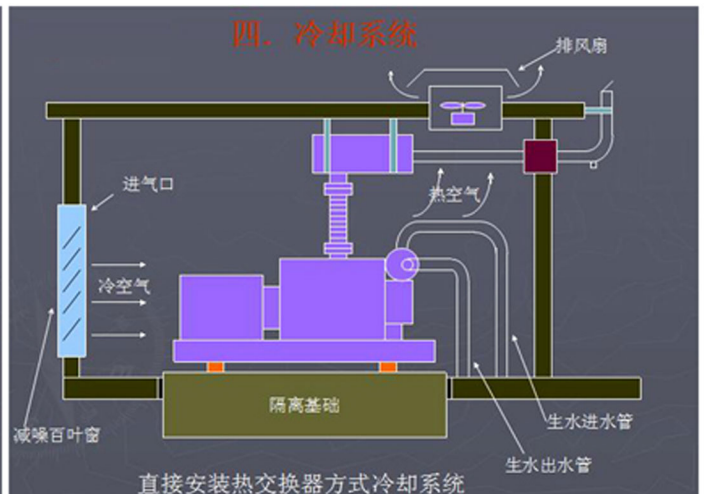 四．冷却系统
排风扇
进气口
热空气
冷空气
隔离基础
减噪百叶窗
生水进水管
生水出水管
直接安装热交换器方式冷却系统